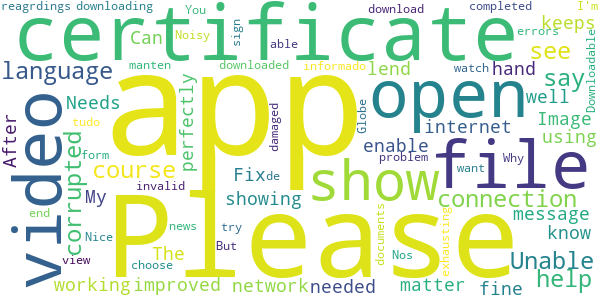 reagrdings downloading You download completed I'm
certificate
Can Noisy sign able keeps errors
manten downloaded informado lend watch hand see
language app open say
Needs perfectly Globe enable internet well Downloadable
After tudo damaged file Image
video corrupted form course problem want Why using
My invalid Fix de show connection
showing message
end The Please documents exhausting know
Nice news try Unable
view choose But Nos help
working improved network needed matter fine